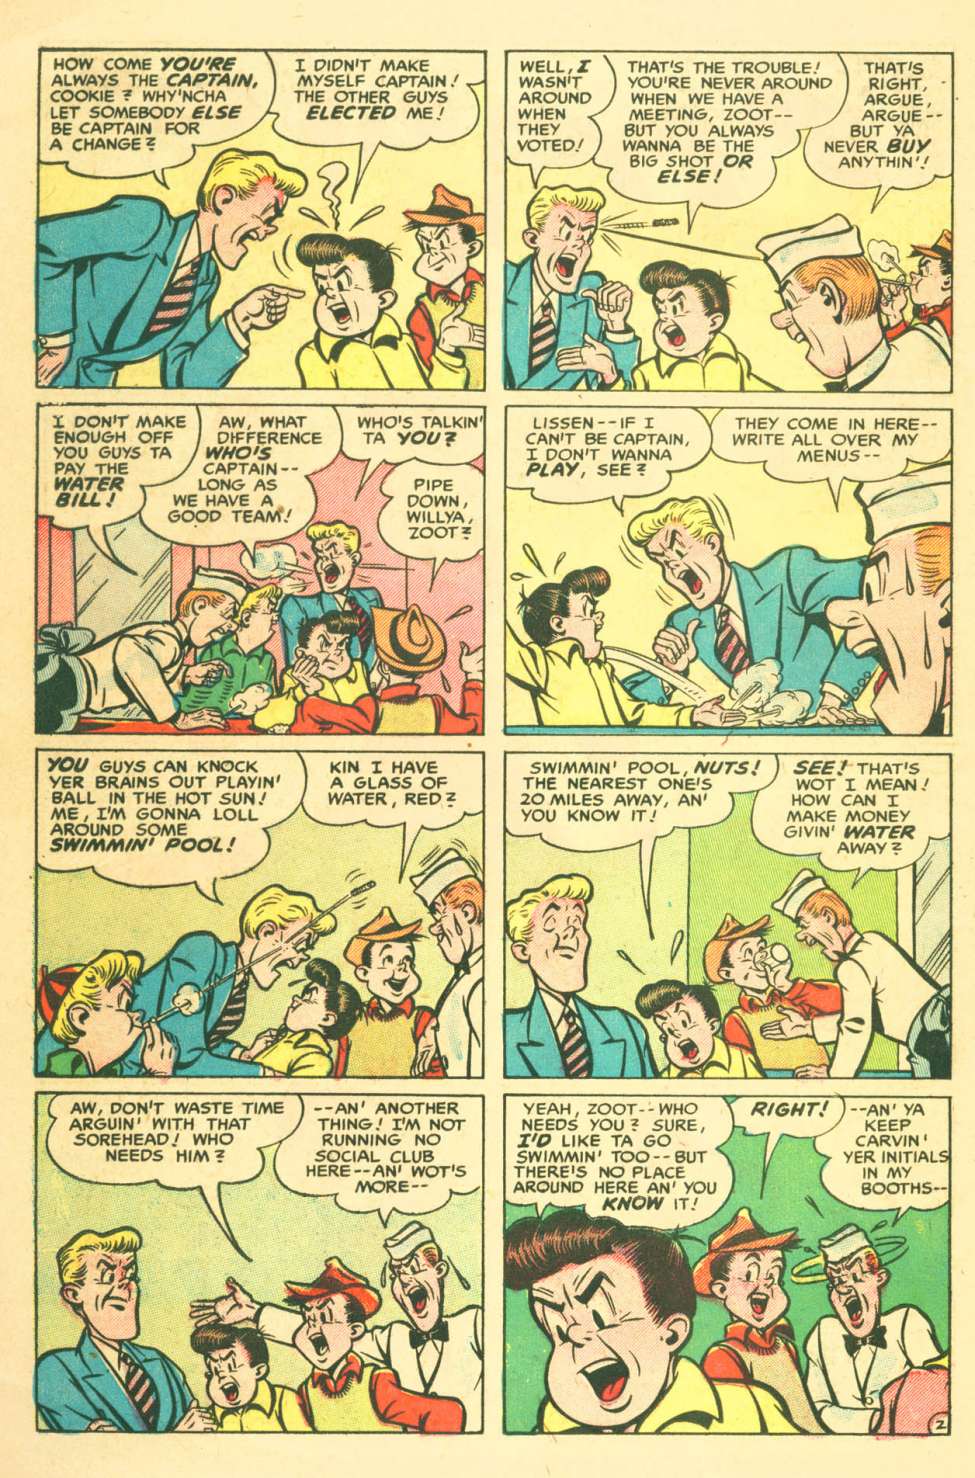 HOW COME YOU'RE
ALWAYS THE CAPTAIN,
COOKIE? WHY'NCHA
LET SOMEBODY ELSE
BE CAPTAIN FOR
A CHANGE?
I DIDN'T MAKE
MYSELF CAPTAIN!
THE OTHER GUYS
ELECTED ME!
WELL, I
WASN'T
AROUND
WHEN
THEY
VOTED!
THAT'S THE TROUBLE!
YOU'RE NEVER AROUND
WHEN WE HAVE A
MEETING, ZOOT--
BUT YOU ALWAYS
WANNA BE THE
BIG SHOT OR
ELSE!
THAT'S
RIGHT,
ARGUE,
ARGUE--
BUT YA
NEVER BUY
ANYTHIN'!
I DON'T MAKE
ENOUGH OFF
YOU GUYS TA
PAY THE
WATER
BILL!
AW, WHAT
DIFFERENCE
WHO'S
CAPTAIN--
LONG AS
WE HAVE A
GOOD TEAM!
WHO'S TALKIN'
TA YOU?
PIPE
DOWN,
WILLYA,
ZOOT?
LISSEN--IF I
CAN'T BE CAPTAIN,
I DON'T WANNA
PLAY, SEE?
THEY COME IN HERE--
WRITE ALL OVER MY
MENUS--
YOU GUYS CAN KNOCK
YER BRAINS OUT PLAYIN'
BALL IN THE HOT SUN!
ME, I'M GONNA LOLL
AROUND SOME
SWIMMIN' POOL!
KIN I HAVE
A GLASS OF
WATER, RED?
SWIMMIN' POOL, NUTS!
THE NEAREST ONE'S
20 MILES AWAY, AN'
YOU KNOW IT!
SEE! THAT'S
WOT I MEAN!
HOW CAN I
MAKE MONEY
GIVIN' WATER
AWAY?
AW, DON'T WASTE TIME
ARGUIN' WITH THAT
SOREHEAD! WHO
NEEDS HIM?
--AN' ANOTHER
THING! I'M NOT
RUNNING NO
SOCIAL CLUB
HERE--AN' WOT'S
MORE--
YEAH, ZOOT--WHO
NEEDS YOU? SURE,
I'D LIKE TA GO
SWIMMIN' TOO--BUT
THERE'S NO PLACE
AROUND HERE AN' YOU
KNOW IT!
RIGHT!
--AN' YA
KEEP
CARVIN'
YER INITIALS
IN MY
BOOTHS--
2